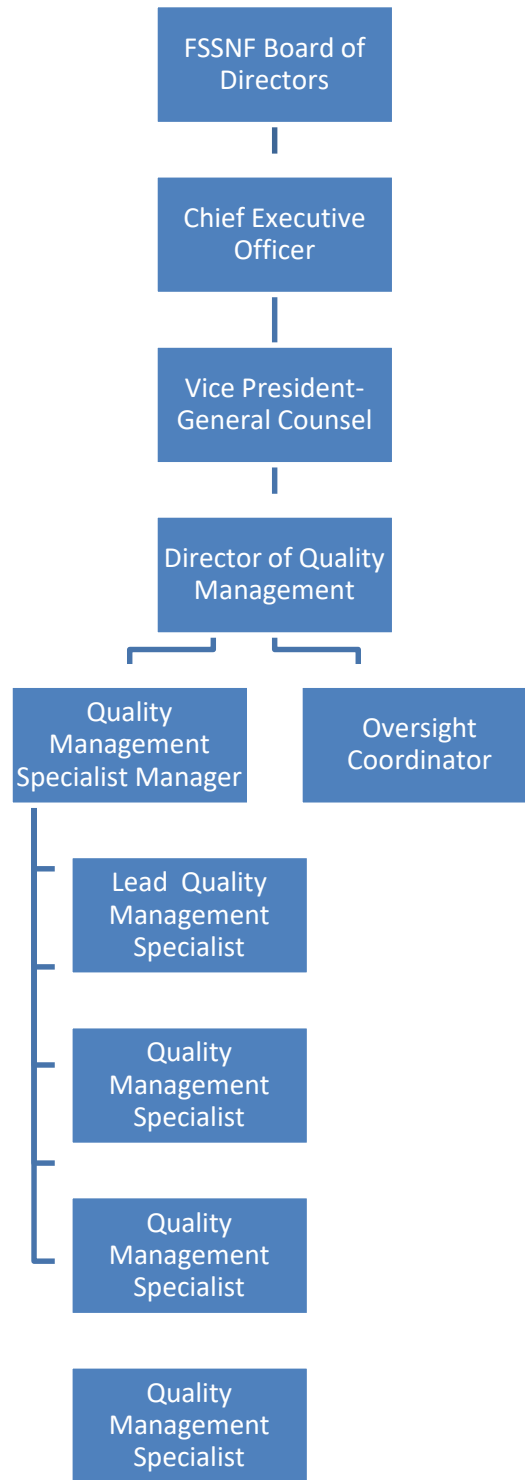 FSSNF Board of
Directors
Chief Executive
Officer
Vice President-
General Counsel
Director of Quality
Management
Quality
Management
Specialist Manager
Oversight
Coordinator
Lead  Quality
Management
Specialist
Quality
Management
Specialist
Quality
Management
Specialist
Quality
Management
Specialist